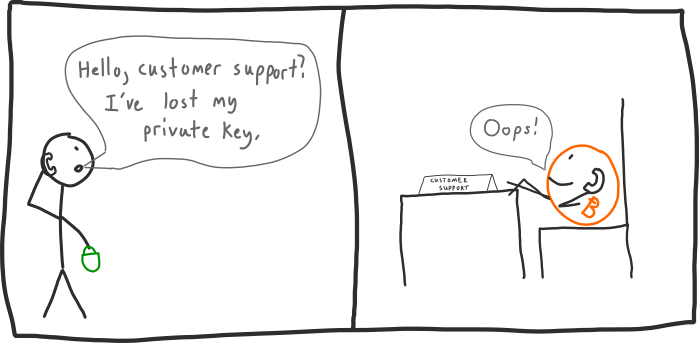 Hello, customer support?
I've lost my
private key.
Oops!
CUSTOMER
SUPPORT
B